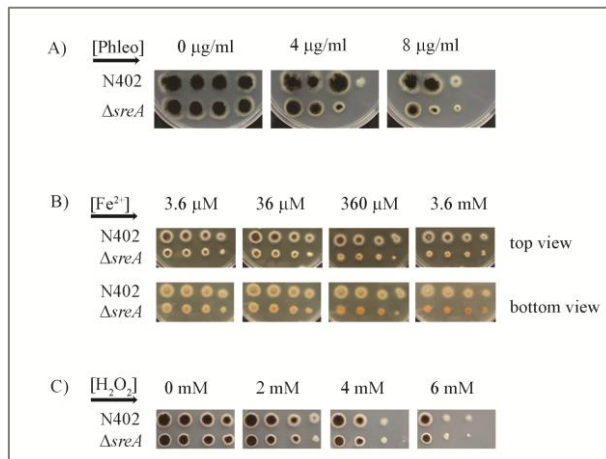 A) [Phleo] 0 μg/ml 4 μg/ml 8 μg/ml
N402
ΔsreA
B) [Fe²⁺] 3.6 μM 36 μM 360 μM 3.6 mM
N402
ΔsreA
top view
N402
ΔsreA
bottom view
C) [H₂O₂] 0 mM 2 mM 4 mM 6 mM
N402
ΔsreA